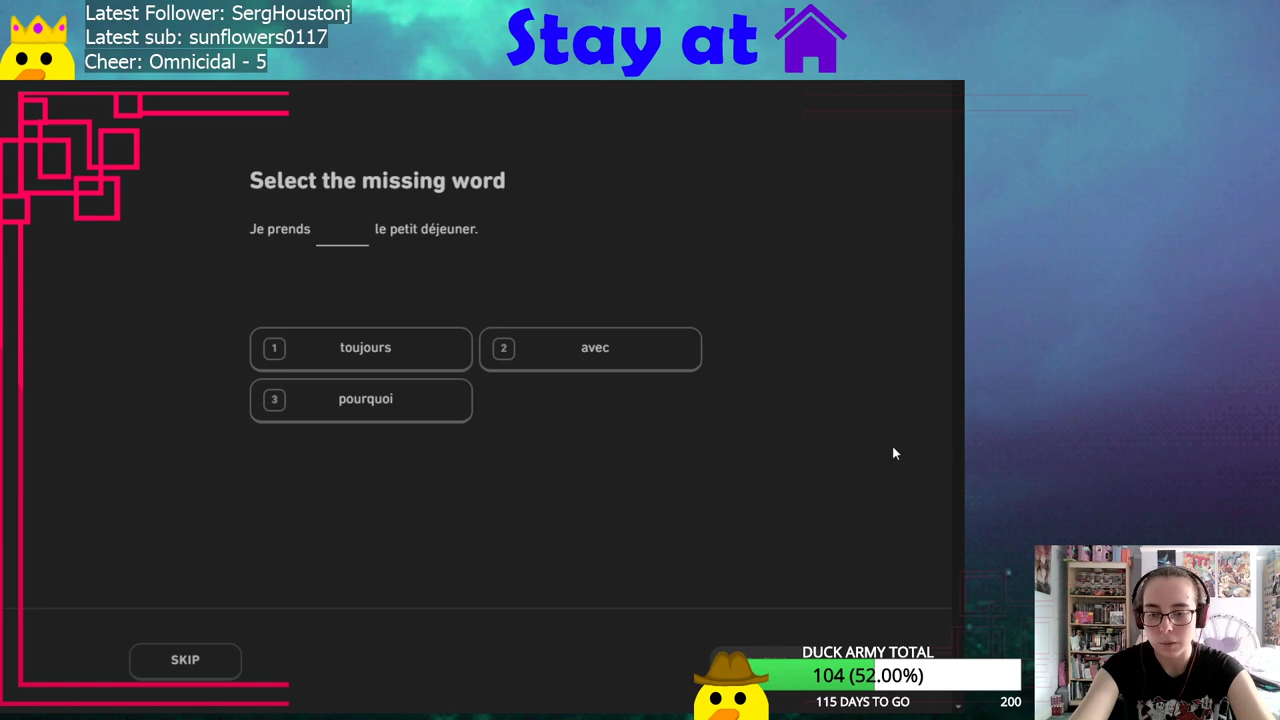 Latest Follower: SergHoustonj
Latest sub: sunflowers0117
Cheer: Omnicidal - 5
Stay at
Select the missing word
Je prends ______ le petit déjeuner.
1 toujours
2 avec
3 pourquoi
SKIP
DUCK ARMY TOTAL
104 (52.00%)
115 DAYS TO GO
200